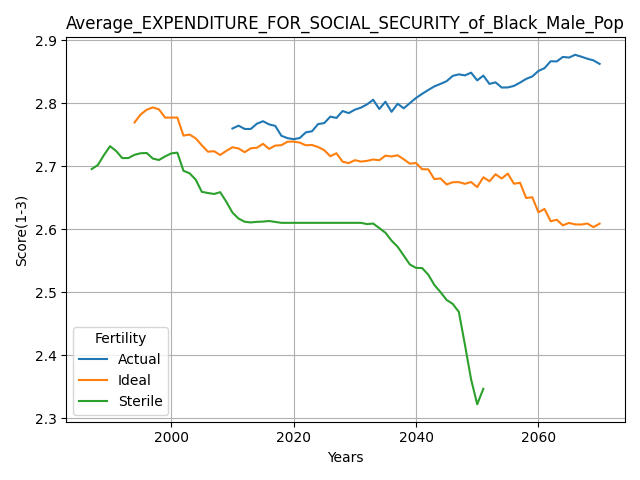 Average_EXPENDITURE_FOR_SOCIAL_SECURITY_of_Black_Male_Pop
2.9
2.8
2.7
2.6
2.5
2.4
2.3
Score(1-3)
Fertility
Actual
Ideal
Sterile
2000 2020 2040 2060
Years